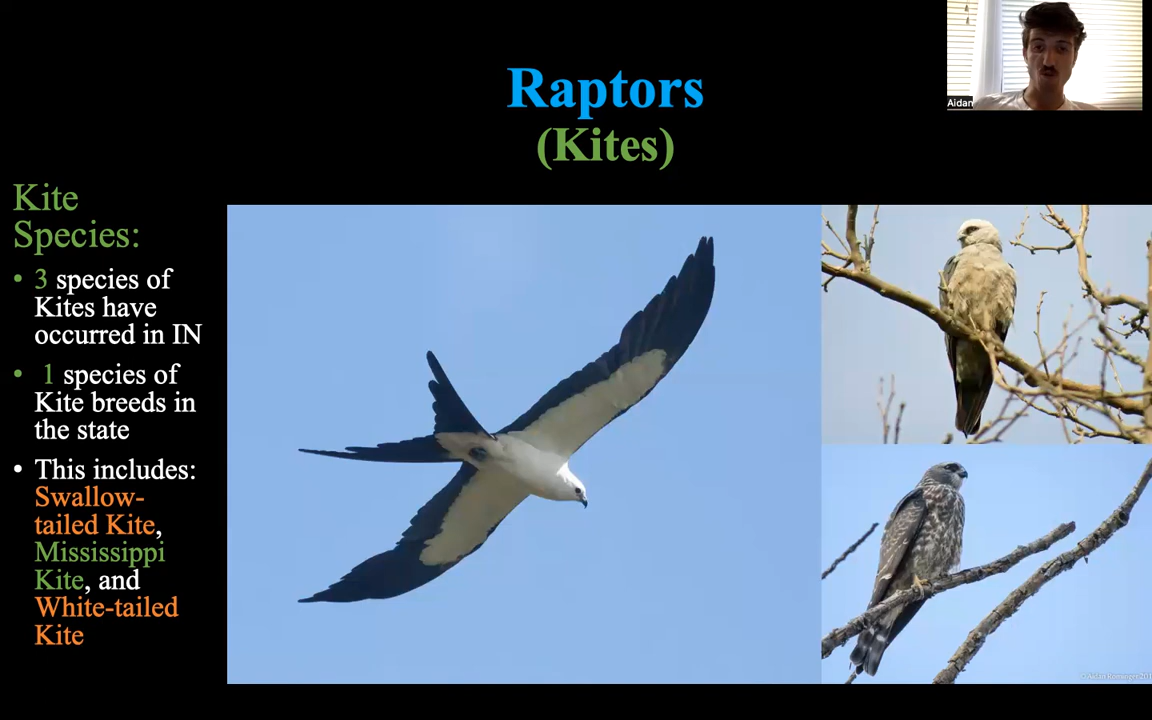 Raptors
(Kites)
Aidan
Kite
Species:
• 3 species of
Kites have
occurred in IN
• 1 species of
Kite breeds in
the state
• This includes:
Swallow-
tailed Kite,
Mississippi
Kite, and
White-tailed
Kite